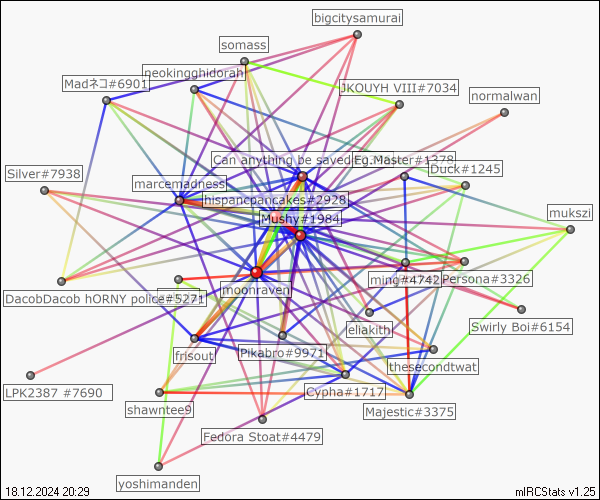 bigcitysamurai
somass
neokingghidorah
Madネコ#6901
JKOUYH VIII#7034
normalwan
Can anything be saved
Eg.Master#1378
Duck#1245
Silver#7938
marcemadness
hispancpancakes#2928
mukszi
Mushy#1984
ming#4742
Persona#3326
moonraven
DacobDacob hORNY police#5271
eliakith
Swirly Boi#6154
frisout
Pikabro#9971
thesecondtwat
LPK2387 #7690
Cypha#1717
shawntee9
Majestic#3375
Fedora Stoat#4479
yoshimanden
18.12.2024 20:29
mIRCStats v1.25